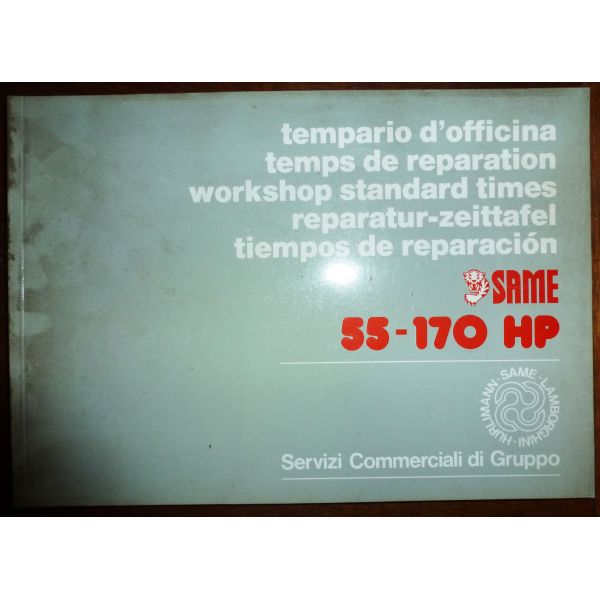 tempario d'officina
temps de reparation
workshop standard times
reparatur-zeittafel
tiempos de reparación
SAME
55-170 HP
HURLIMANN-SAME-LAMBORGHINI-
Servizi Commerciali di Gruppo